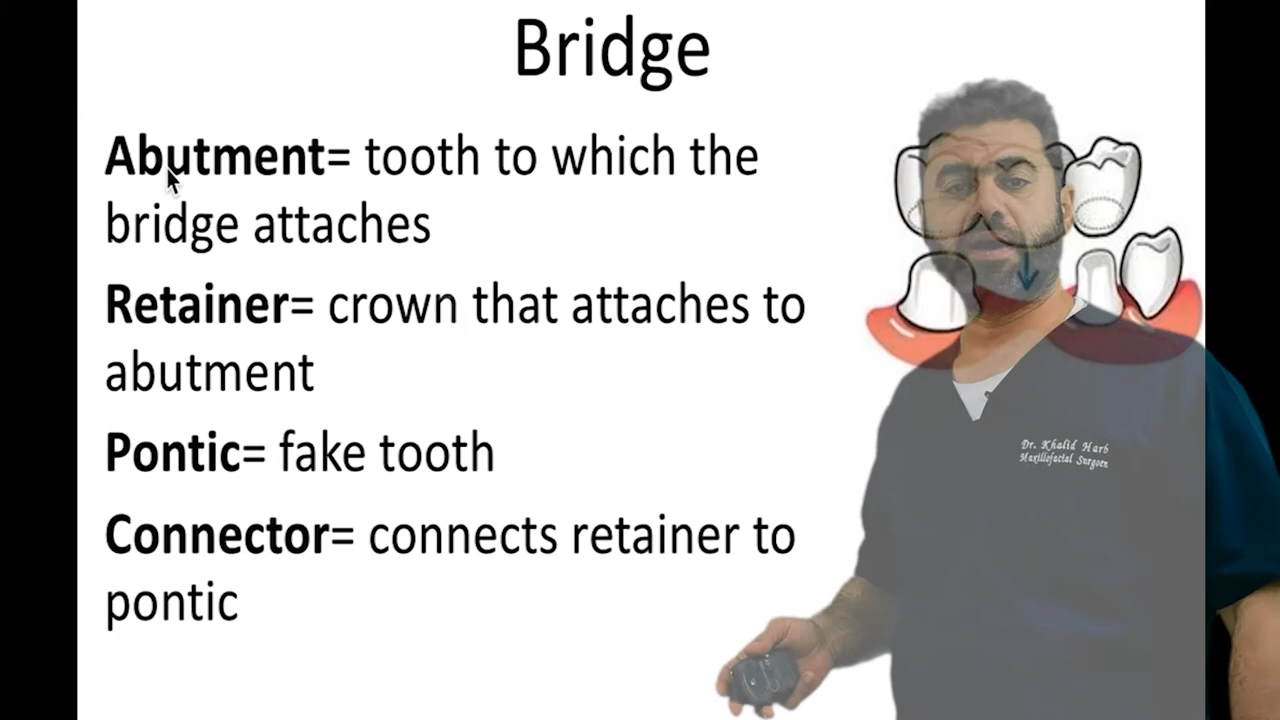 Bridge
Abutment= tooth to which the
bridge attaches
Retainer= crown that attaches to
abutment
Pontic= fake tooth
Connector= connects retainer to
pontic
Dr. Khalid Harb
Maxillofacial Surgoen